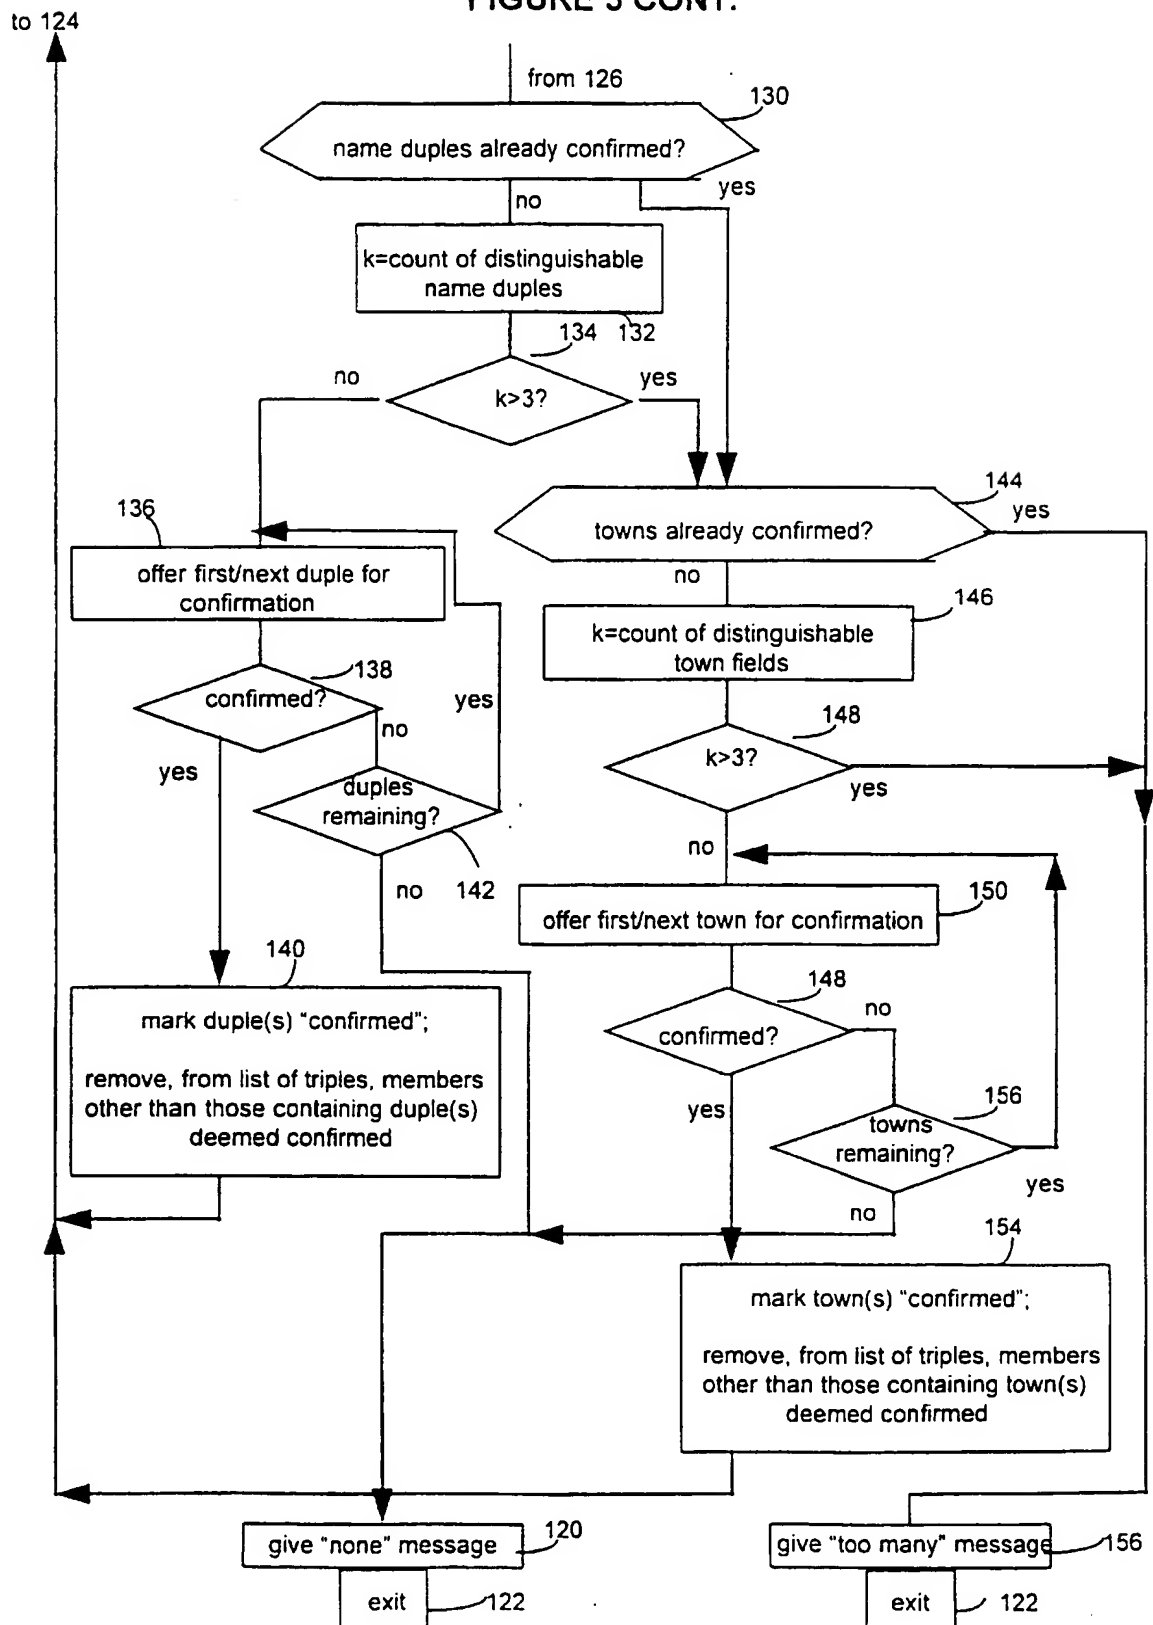 FIGURE 3 CONT.
to 124
from 126
130
name duples already confirmed?
yes
no
k=count of distinguishable
name duples
134
132
no
yes
k>3?
144
136
yes
towns already confirmed?
offer first/next duple for
confirmation
no
146
k=count of distinguishable
town fields
138
confirmed?
yes
no
148
k>3?
yes
yes
duples
remaining?
no
no
142
150
offer first/next town for confirmation
140
148
no
mark duple(s) "confirmed";
confirmed?
remove, from list of triples, members
other than those containing duple(s)
deemed confirmed
yes
156
towns
remaining?
yes
no
154
mark town(s) "confirmed";
remove, from list of triples, members
other than those containing town(s)
deemed confirmed
give "none" message
120
give "too many" message
156
exit
122
exit
122